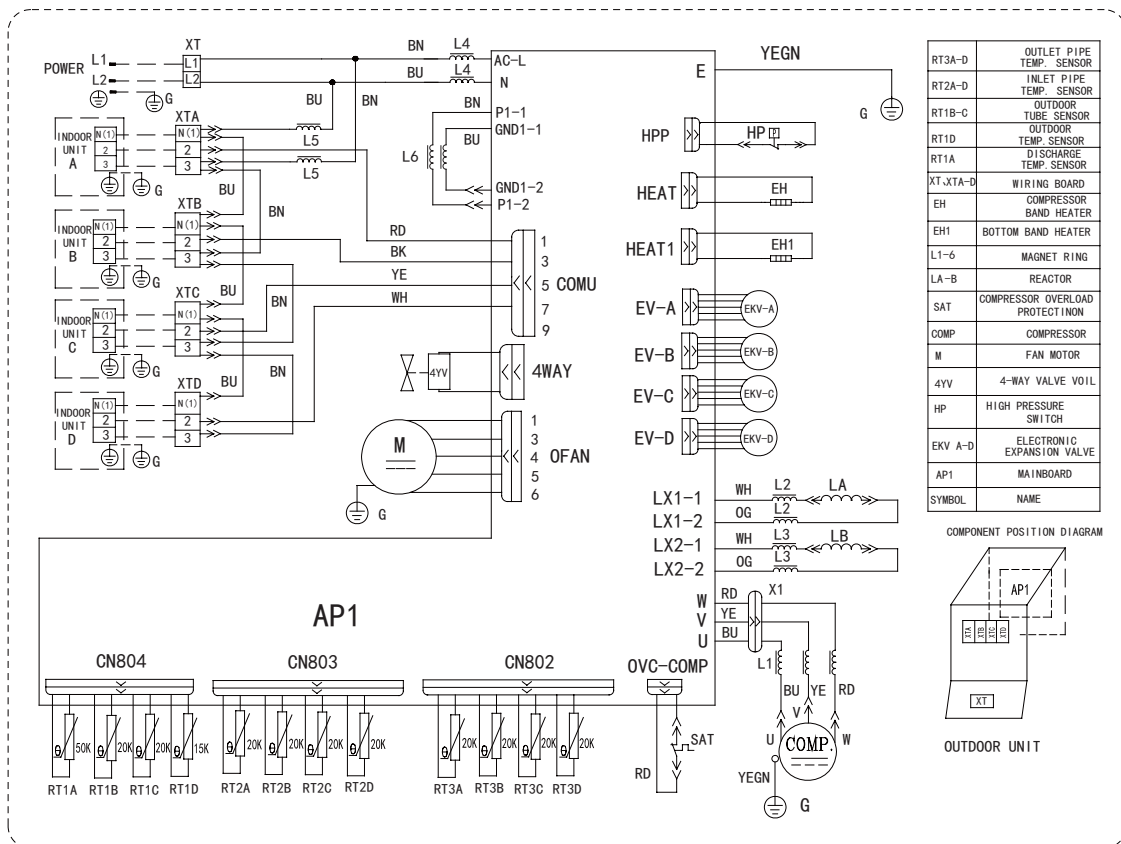 POWER
L1
L2
G
XT
L1
L2
BN
L4
BU
L4
AC-L
N
BU
BN
L5
L5
INDOOR
UNIT
A
N(1)
2
3
G
XTA
N(1)
2
3
BU
BN
INDOOR
UNIT
B
N(1)
2
3
G
XTB
N(1)
2
3
BU
BN
INDOOR
UNIT
C
N(1)
2
3
G
XTC
N(1)
2
3
BU
BN
INDOOR
UNIT
D
N(1)
2
3
G
XTD
N(1)
2
3
BN
P1-1
GND1-1
BU
L6
GND1-2
P1-2
RD
BK
YE
WH
1
3
5
7
9
COMU
4YV
4WAY
M
G
1
3
4
5
6
OFAN
E
YEGN
G
HPP
HP
P
HEAT
EH
HEAT1
EH1
EV-A
EKV-A
EV-B
EKV-B
EV-C
EKV-C
EV-D
EKV-D
LX1-1
WH
L2
LA
LX1-2
OG
L2
LX2-1
WH
L3
LB
LX2-2
OG
L3
W
RD
V
YE
U
BU
X1
L1
BU
YE
RD
V
U
W
COMP.
YEGN
G
AP1
CN804
50K
20K
20K
15K
RT1A
RT1B
RT1C
RT1D
CN803
20K
20K
20K
20K
RT2A
RT2B
RT2C
RT2D
CN802
20K
20K
20K
20K
RT3A
RT3B
RT3C
RT3D
OVC-COMP
SAT
RD
RT3A-D OUTLET PIPE
TEMP. SENSOR
RT2A-D INLET PIPE
TEMP. SENSOR
RT1B-C OUTDOOR
TUBE SENSOR
RT1D OUTDOOR
TEMP.SENSOR
RT1A DISCHARGE
TEMP.SENSOR
XT、XTA-D WIRING BOARD
EH COMPRESSOR
BAND HEATER
EH1 BOTTOM BAND HEATER
L1-6 MAGNET RING
LA-B REACTOR
SAT COMPRESSOR OVERLOAD
PROTECTINON
COMP COMPRESSOR
M FAN MOTOR
4YV 4-WAY VALVE VOIL
HP HIGH PRESSURE
SWITCH
EKV A-D ELECTRONIC
EXPANSION VALVE
AP1 MAINBOARD
SYMBOL NAME
COMPONENT POSITION DIAGRAM
AP1
XTA
XTB
XTC
XTD
XT
OUTDOOR UNIT